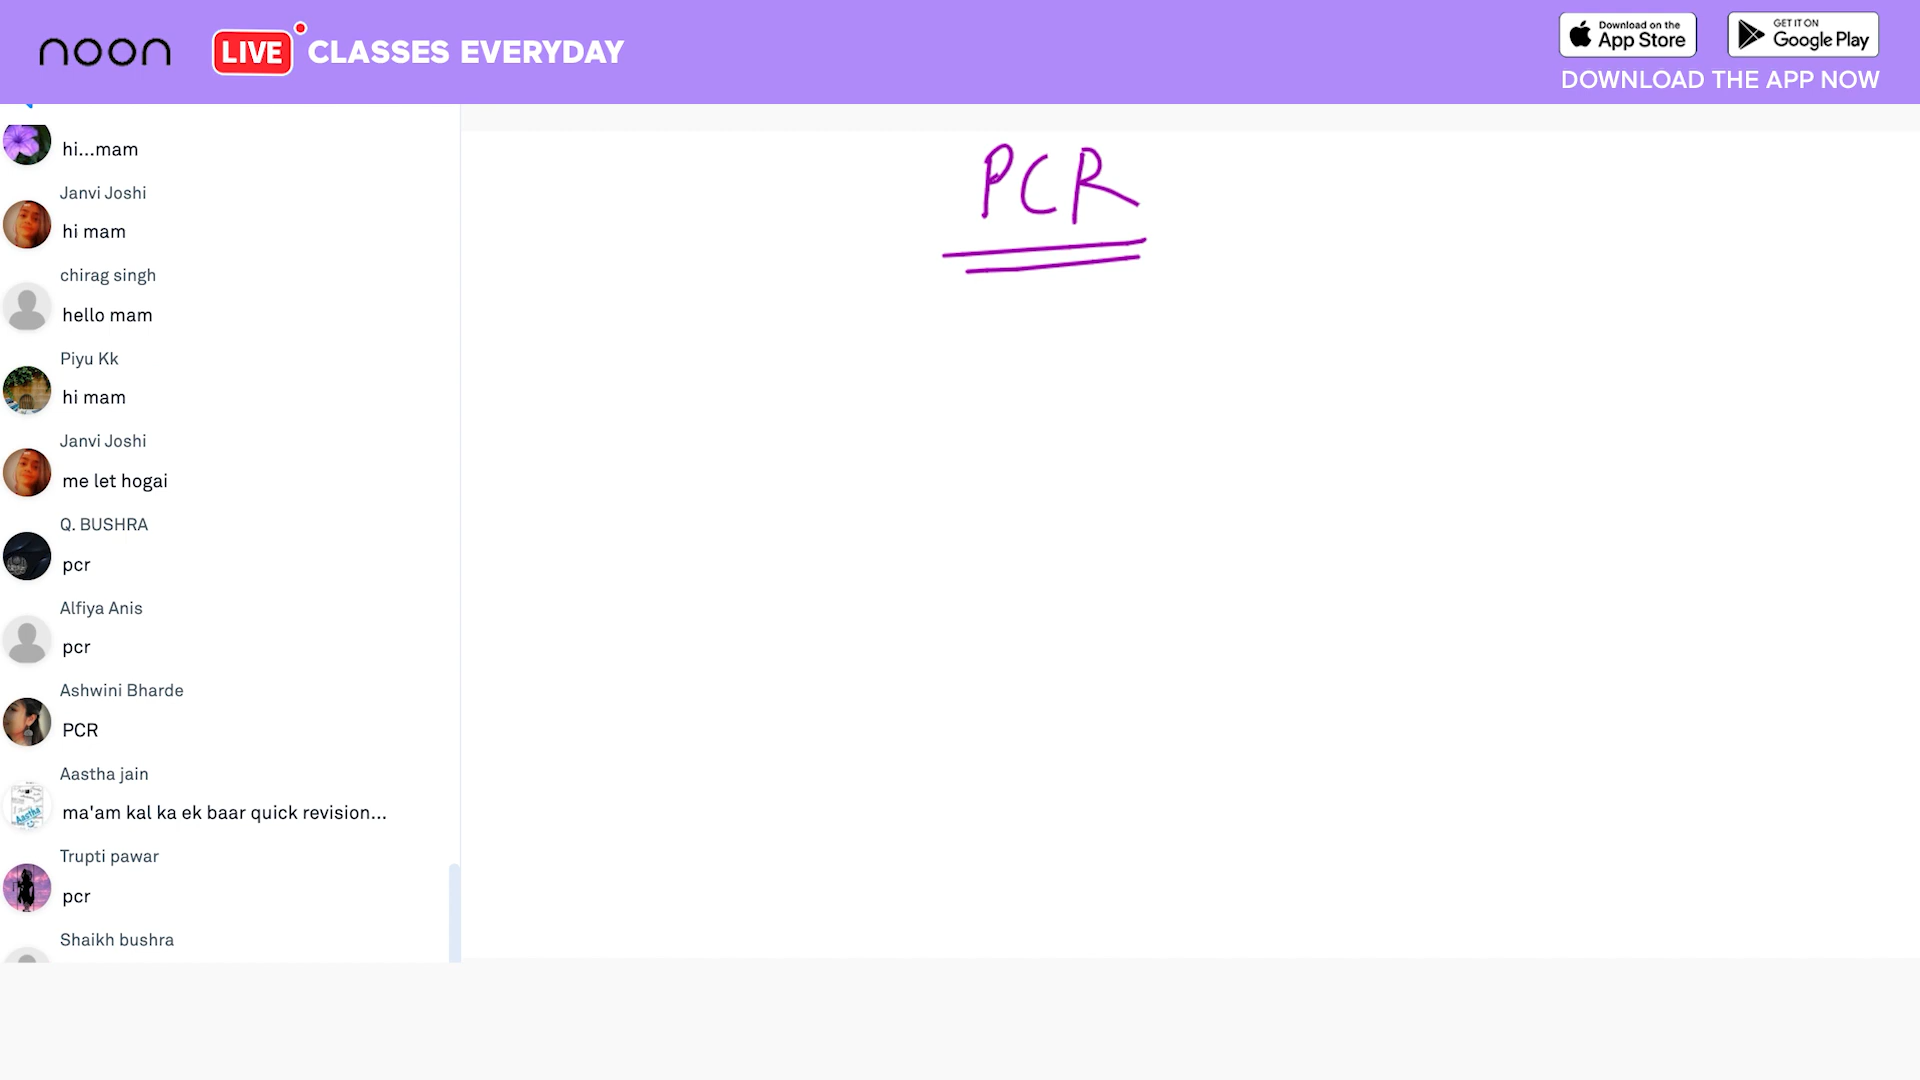 noon LIVE CLASSES EVERYDAY
Download on the App Store
GET IT ON Google Play
DOWNLOAD THE APP NOW
hi...mam
Janvi Joshi
hi mam
chirag singh
hello mam
Piyu Kk
hi mam
Janvi Joshi
me let hogai
Q. BUSHRA
pcr
Alfiya Anis
pcr
Ashwini Bharde
PCR
Aastha jain
ma'am kal ka ek baar quick revision...
Trupti pawar
pcr
Shaikh bushra
PCR